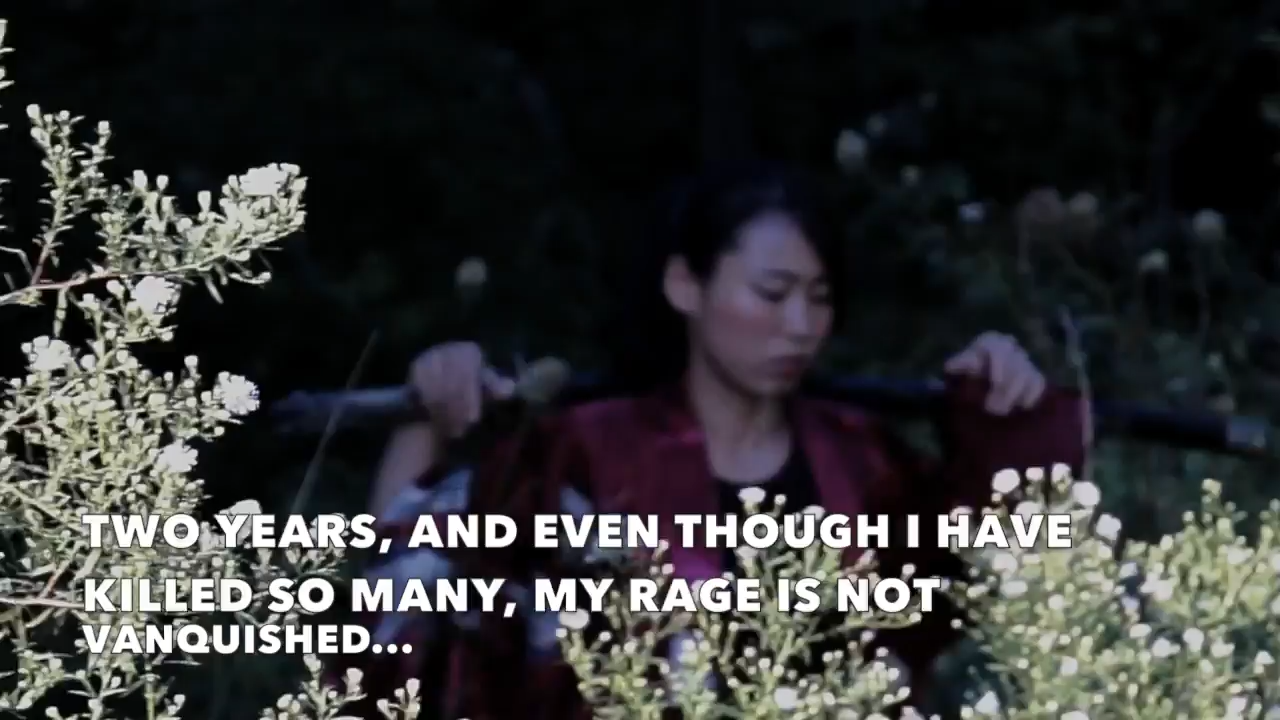 TWO YEARS, AND EVEN THOUGH I HAVE
KILLED SO MANY, MY RAGE IS NOT
VANQUISHED...